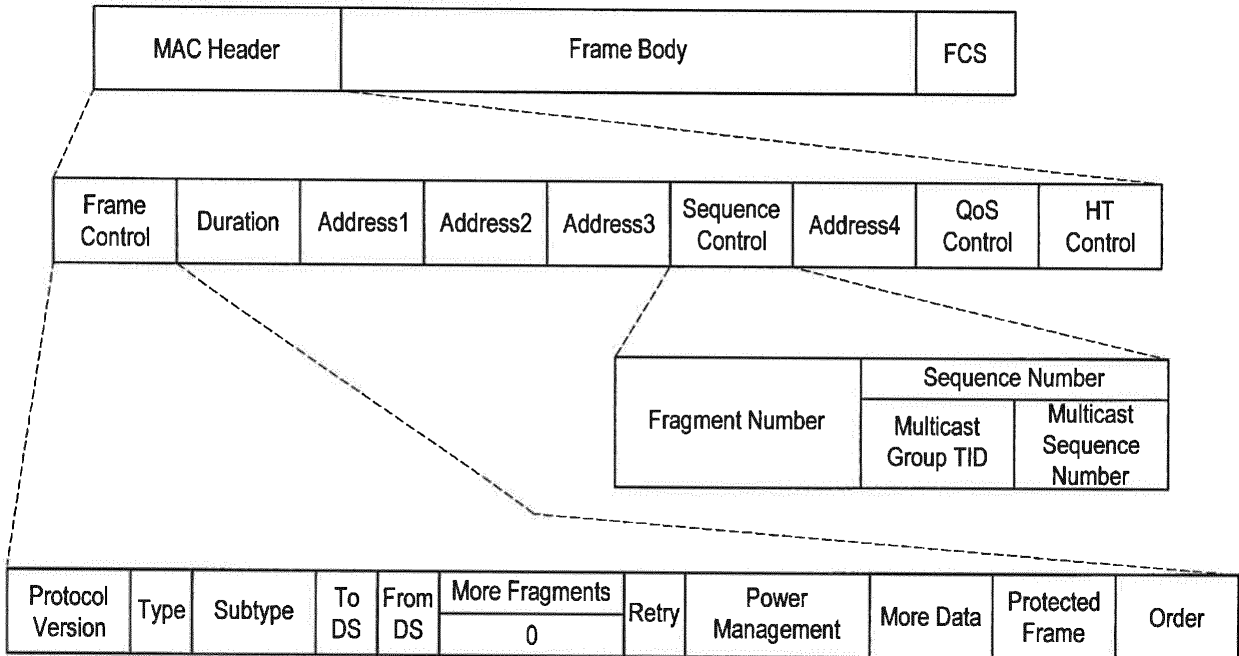 MAC Header Frame Body FCS
Frame Control Duration Address1 Address2 Address3 Sequence Control Address4 QoS Control HT Control
Fragment Number
Sequence Number
Multicast Group TID
Multicast Sequence Number
Protocol Version Type Subtype To DS From DS More Fragments 0 Retry Power Management More Data Protected Frame Order